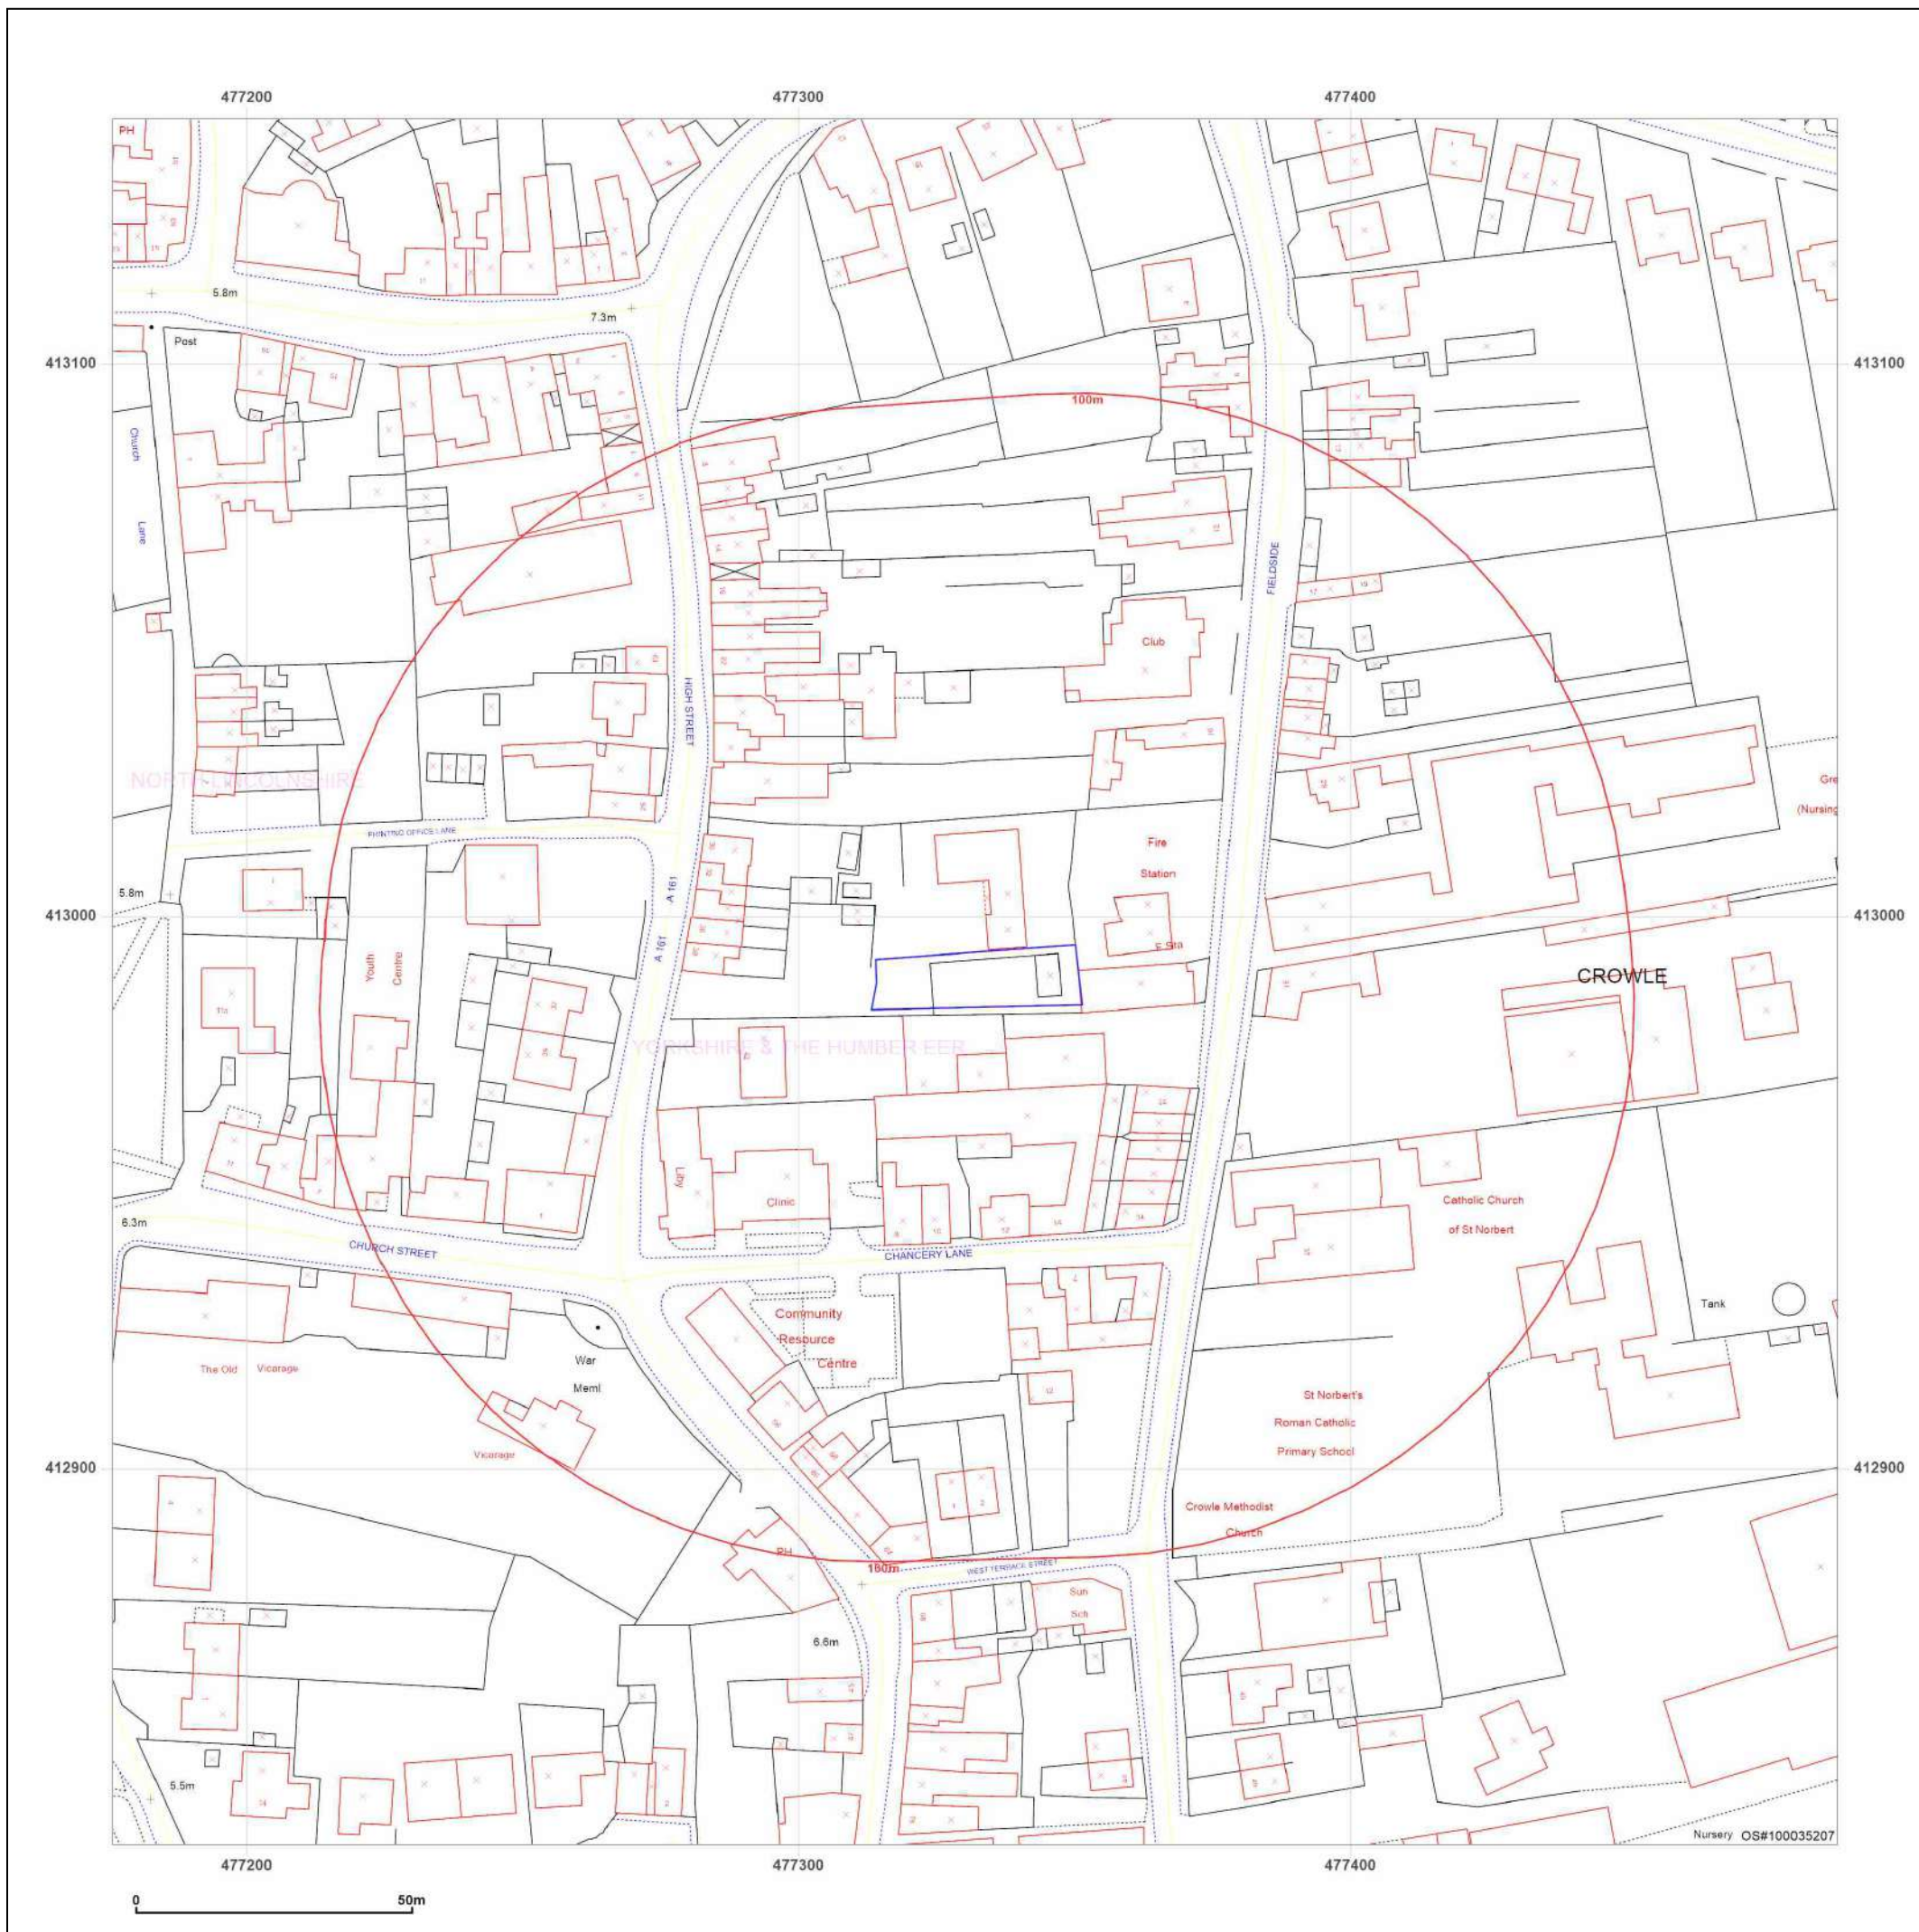 477200
477300
477400
PH
5.8m
7.3m
Post
413100
413100
100m
Church
Lane
FIELDSIDE
Club
HIGH STREET
NORTH LINCOLNSHIRE
PRINTING OFFICE LANE
Gre
(Nursing
Fire
Station
5.8m
A 161
413000
413000
A 161
Youth
Centre
F Sta
CROWLE
YORKSHIRE & THE HUMBER EER
Liby
Clinic
Catholic Church
of St Norbert
6.3m
CHURCH STREET
CHANCERY LANE
Community
Resource
Centre
Tank
War
Meml
The Old Vicarage
St Norbert's
Roman Catholic
Primary School
Vicarage
412900
412900
Crowle Methodist
Church
PH
100m
WEST TERRACE STREET
Sun
Sch
6.6m
5.5m
Nursery OS#100035207
477200
477300
477400
0 50m